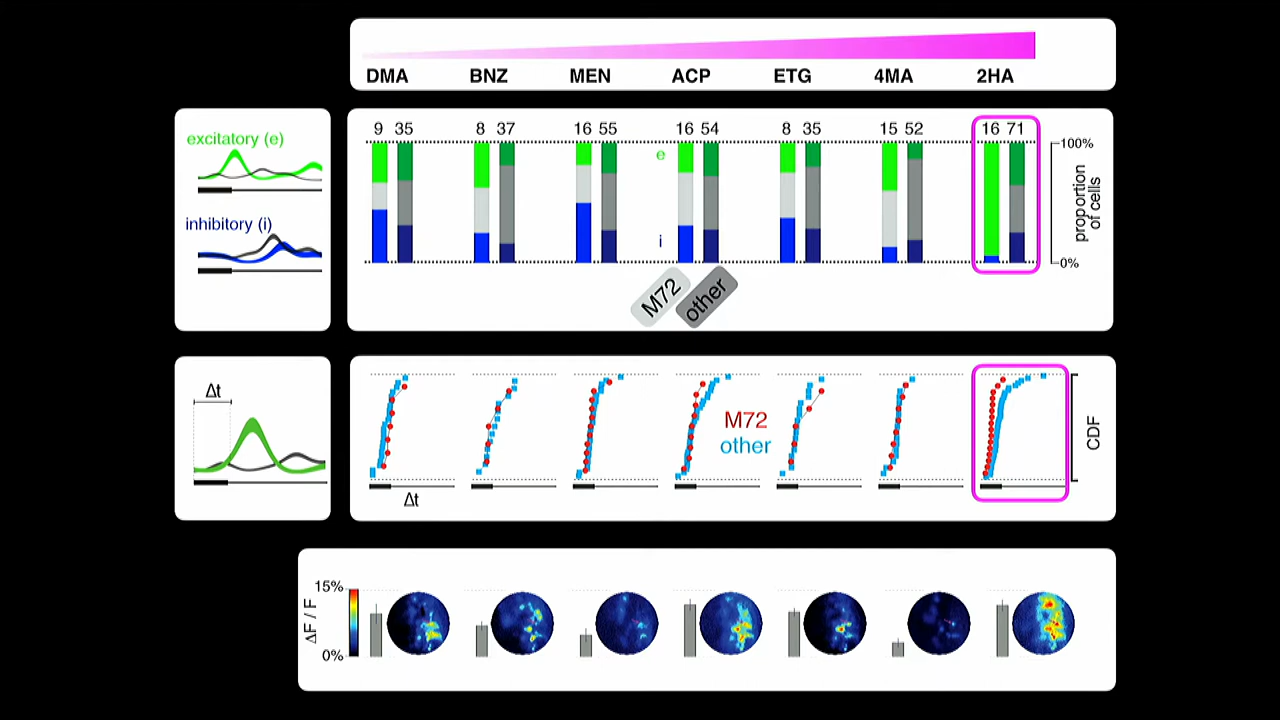 DMA BNZ MEN ACP ETG 4MA 2HA
excitatory (e)
inhibitory (i)
9 35 8 37 16 55 16 54 8 35 15 52 16 71
e
i
100%
0%
proportion
of cells
M72
other
Δt
M72
other
Δt
CDF
15%
0%
ΔF / F